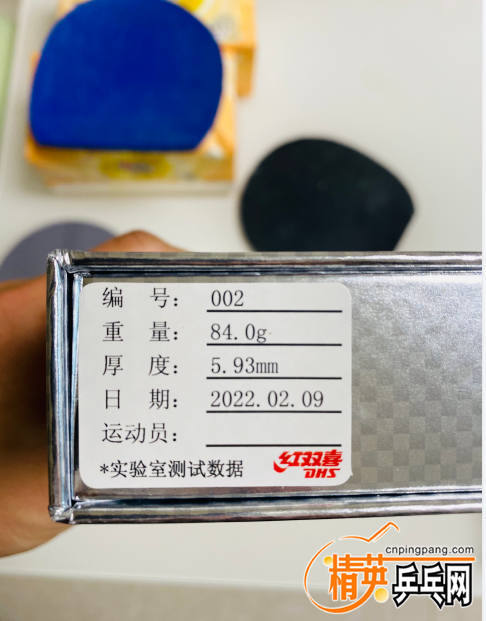 编 号： 002
重 量： 84.0g
厚 度： 5.93mm
日 期： 2022.02.09
运动员：
*实验室测试数据
红双喜
DHS
cnpingpang.com
精英乒乓网